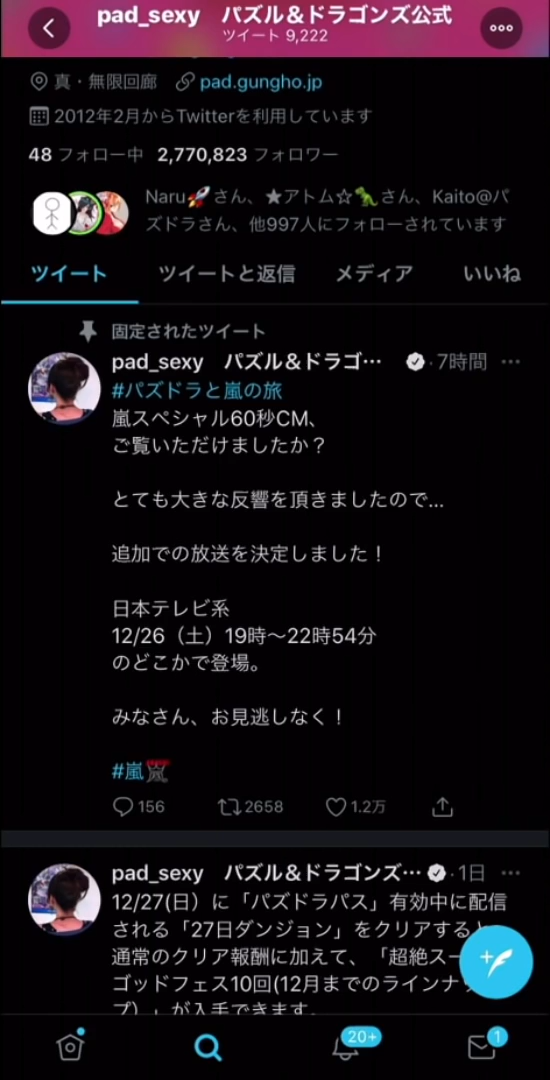 pad_sexy パズル＆ドラゴンズ公式
ツイート 9,222
真・無限回廊 pad.gungho.jp
2012年2月からTwitterを利用しています
48 フォロー中 2,770,823 フォロワー
Naru🚀さん、★アトム☆🦖さん、Kaito@パ
ズドラさん、他997人にフォローされています
ツイート ツイートと返信 メディア いいね
固定されたツイート
pad_sexy パズル＆ドラゴ… · 7時間
#パズドラと嵐の旅
嵐スペシャル60秒CM、
ご覧いただけましたか？
とても大きな反響を頂きましたので…
追加での放送を決定しました！
日本テレビ系
12/26（土）19時〜22時54分
のどこかで登場。
みなさん、お見逃しなく！
#嵐
156 2658 1.2万
pad_sexy パズル＆ドラゴンズ… · 1日
12/27(日）に「パズドラパス」有効中に配信
される「27日ダンジョン」をクリアすると
通常のクリア報酬に加えて、「超絶スー
ゴッドフェス10回(12月までのラインナッ
プ）」が入手できます。
20+
1